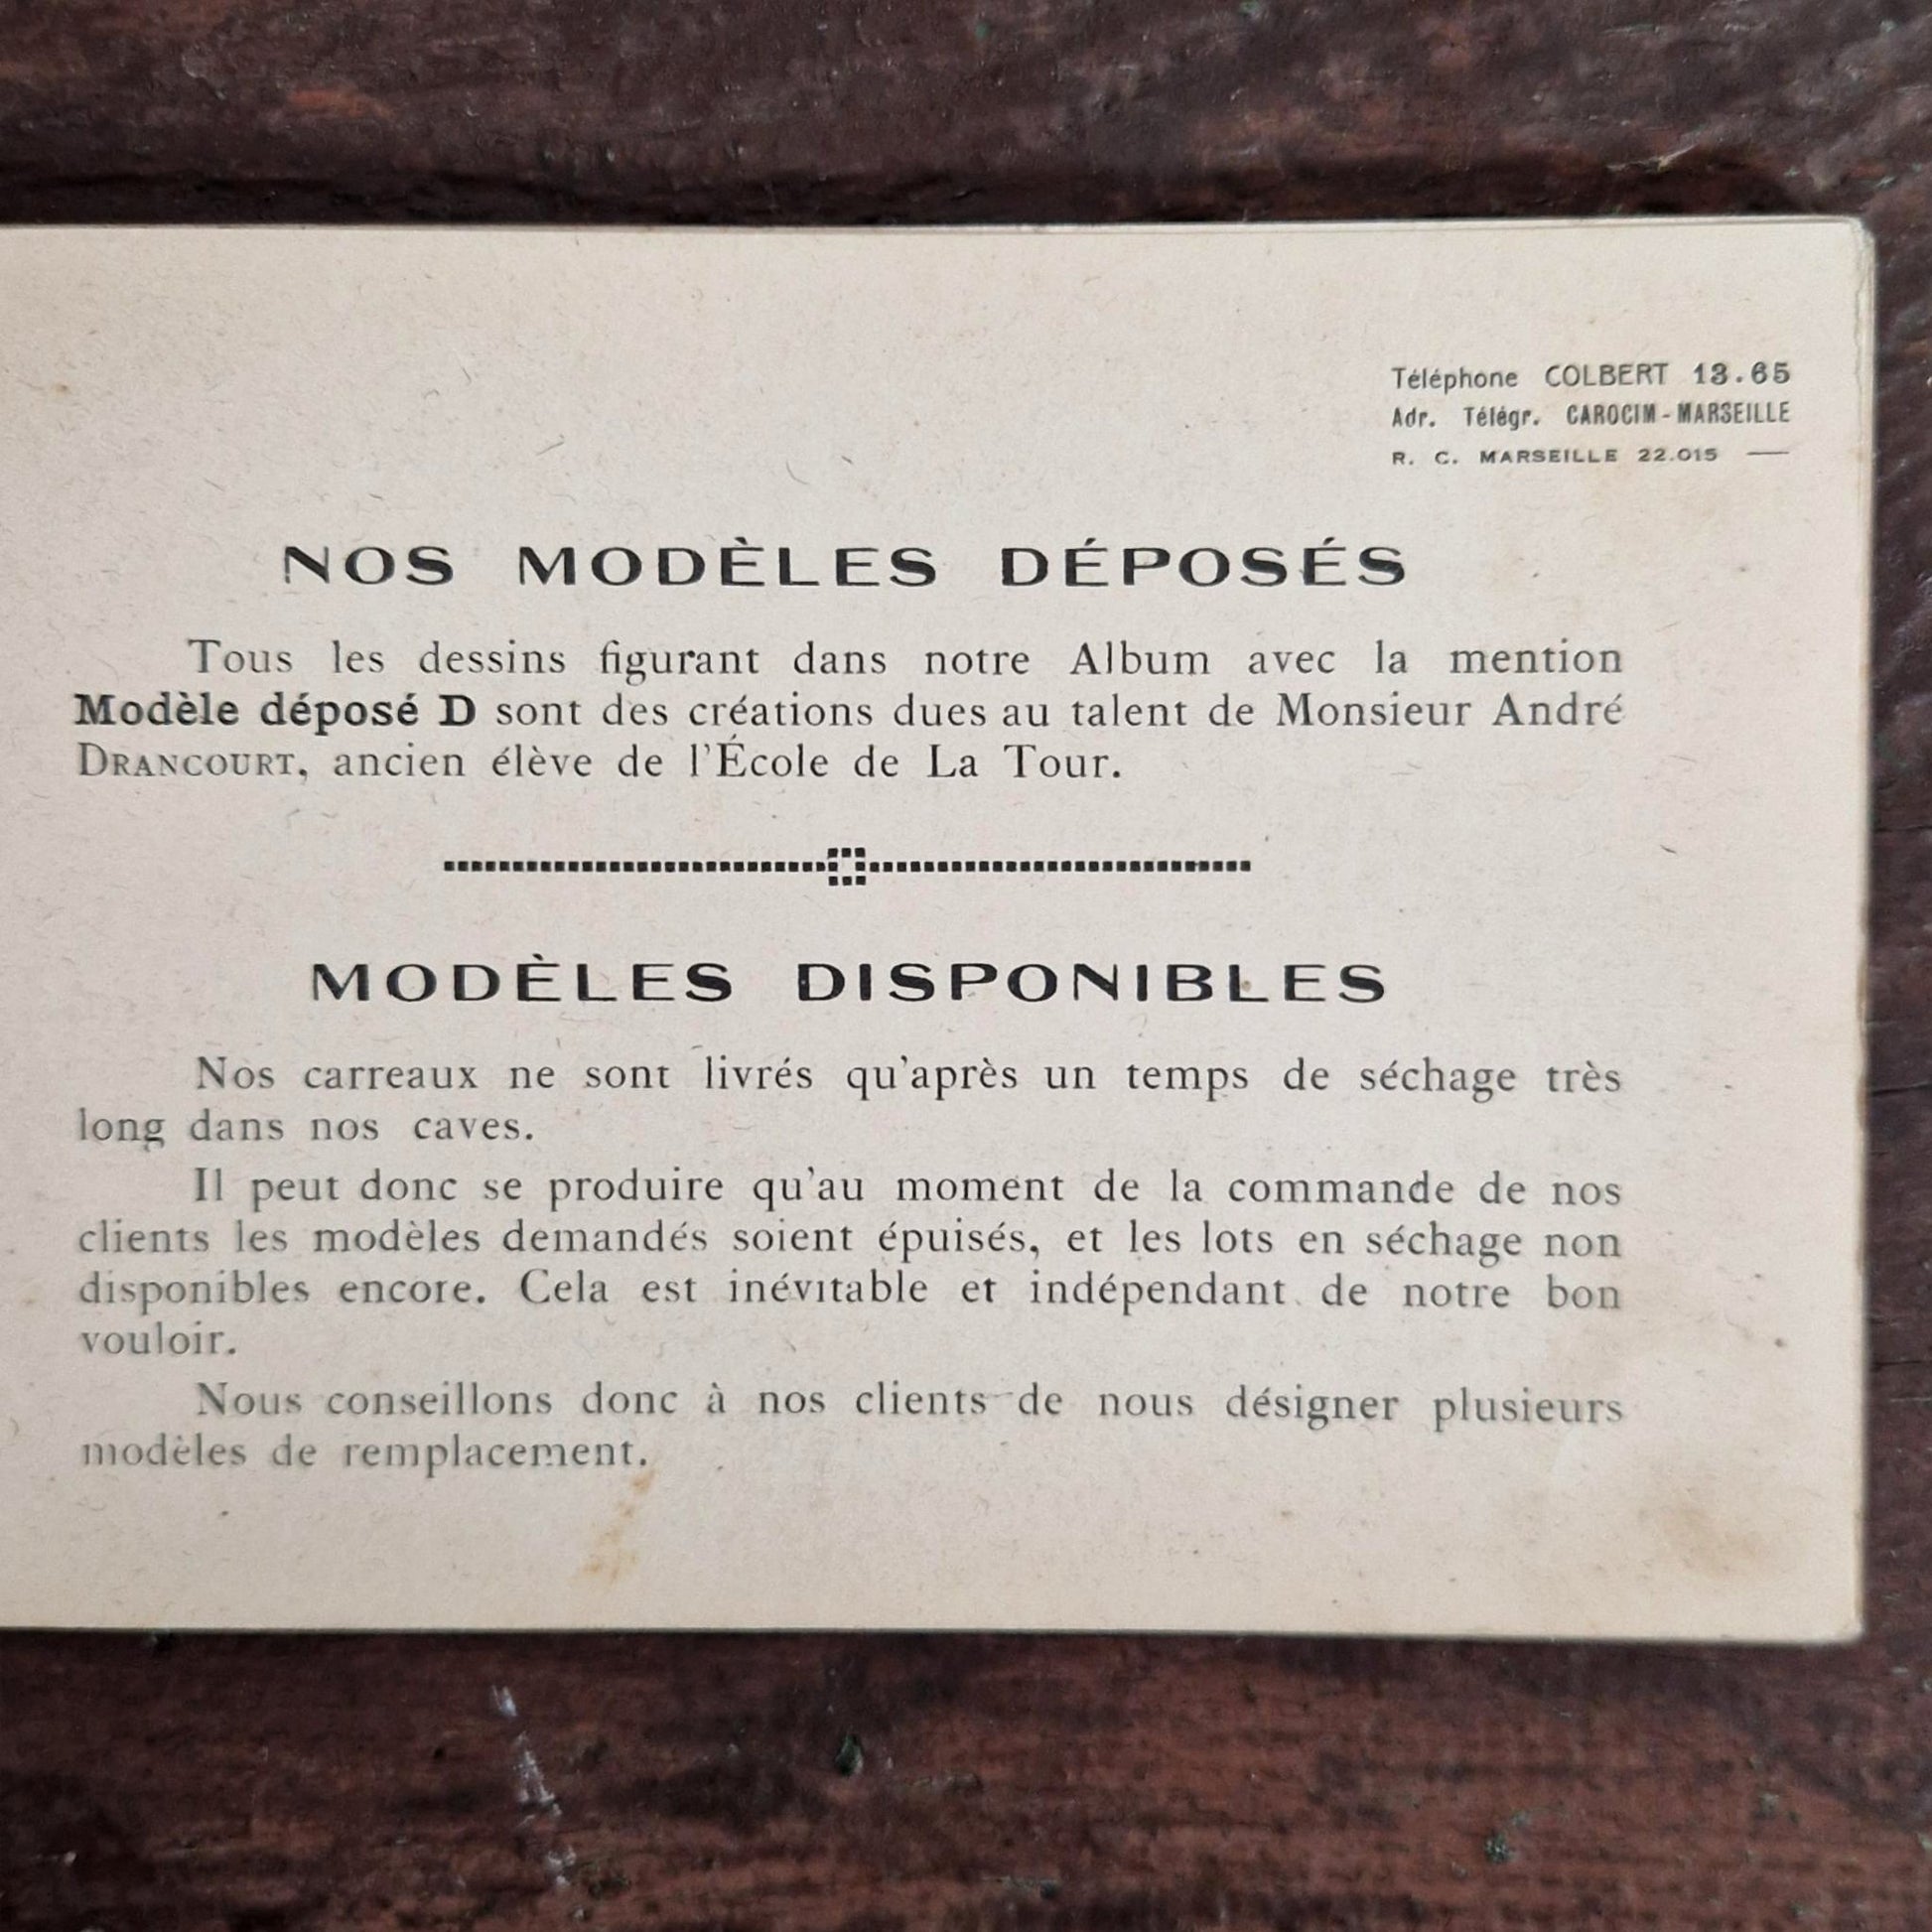 Téléphone COLBERT 13.65
Adr. Télégr. CAROCIM-MARSEILLE
R. C. MARSEILLE 22.015 —
NOS MODÈLES DÉPOSÉS
Tous les dessins figurant dans notre Album avec la mention
Modèle déposé D sont des créations dues au talent de Monsieur André
DRANCOURT, ancien élève de l'École de La Tour.
MODÈLES DISPONIBLES
Nos carreaux ne sont livrés qu'après un temps de séchage très
long dans nos caves.
Il peut donc se produire qu'au moment de la commande de nos
clients les modèles demandés soient épuisés, et les lots en séchage non
disponibles encore. Cela est inévitable et indépendant de notre bon
vouloir.
Nous conseillons donc à nos clients de nous désigner plusieurs
modèles de remplacement.